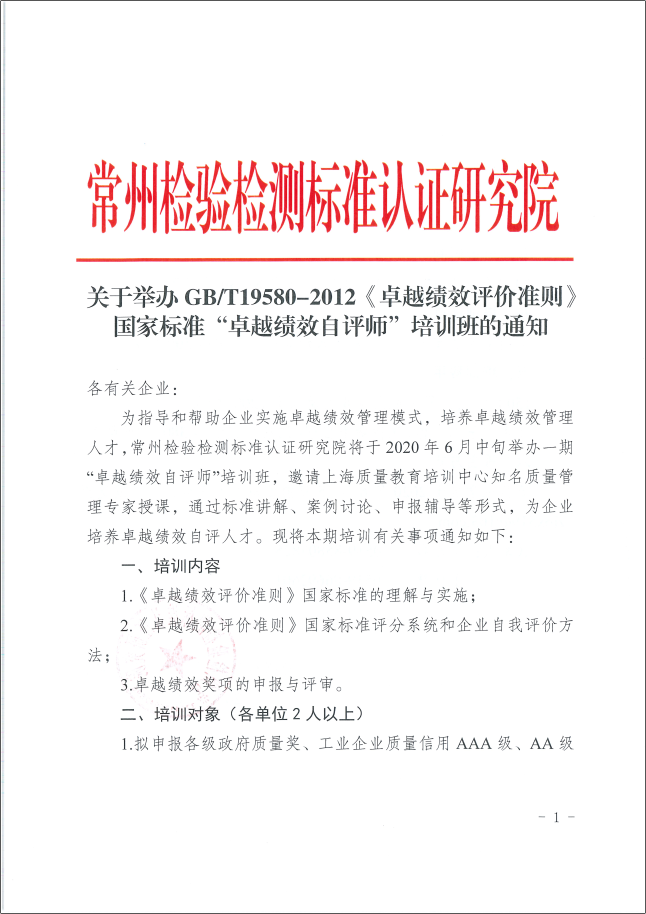 常州检验检测标准认证研究院
关于举办 GB/T19580-2012《卓越绩效评价准则》
国家标准“卓越绩效自评师”培训班的通知
各有关企业：
为指导和帮助企业实施卓越绩效管理模式，培养卓越绩效管理
人才，常州检验检测标准认证研究院将于 2020 年 6 月中旬举办一期
“卓越绩效自评师”培训班，邀请上海质量教育培训中心知名质量管
理专家授课，通过标准讲解、案例讨论、申报辅导等形式，为企业
培养卓越绩效自评人才。现将本期培训有关事项通知如下：
一、培训内容
1.《卓越绩效评价准则》国家标准的理解与实施；
2.《卓越绩效评价准则》国家标准评分系统和企业自我评价方
法；
3.卓越绩效奖项的申报与评审。
二、培训对象（各单位 2 人以上）
1.拟申报各级政府质量奖、工业企业质量信用 AAA 级、AA 级
- 1 -